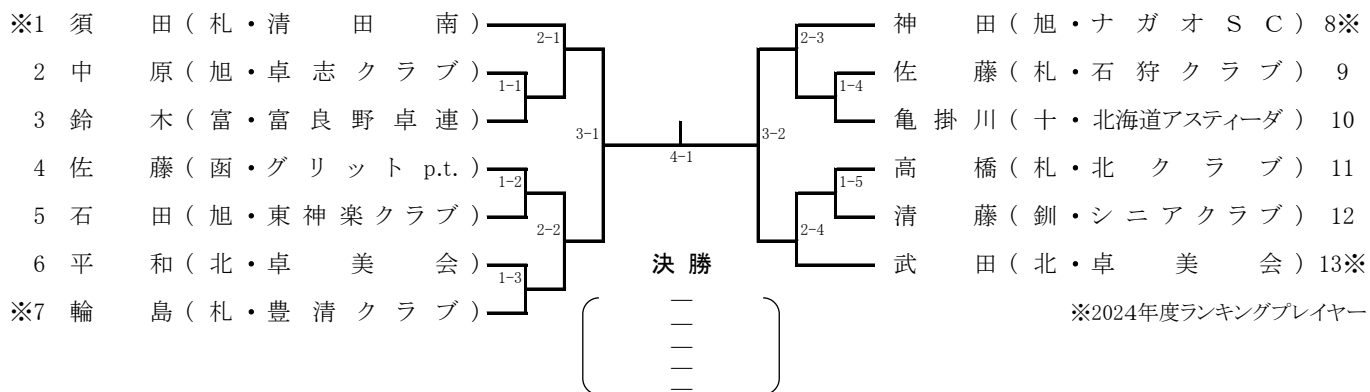 ※1 須田(札・清田南)
2 中原(旭・卓志クラブ)
3 鈴木(富・富良野卓連)
4 佐藤(函・グリットp.t.)
5 石田(旭・東神楽クラブ)
6 平和(北・卓美会)
※7 輪島(札・豊清クラブ)
2-1
1-1
3-1
1-2
2-2
1-3
4-1
決勝
—
—
—
—
—
2-3
1-4
3-2
1-5
2-4
神田(旭・ナガオSC) 8※
佐藤(札・石狩クラブ) 9
亀掛川(十・北海道アスティーダ) 10
高橋(札・北クラブ) 11
清藤(釧・シニアクラブ) 12
武田(北・卓美会) 13※
※2024年度ランキングプレイヤー